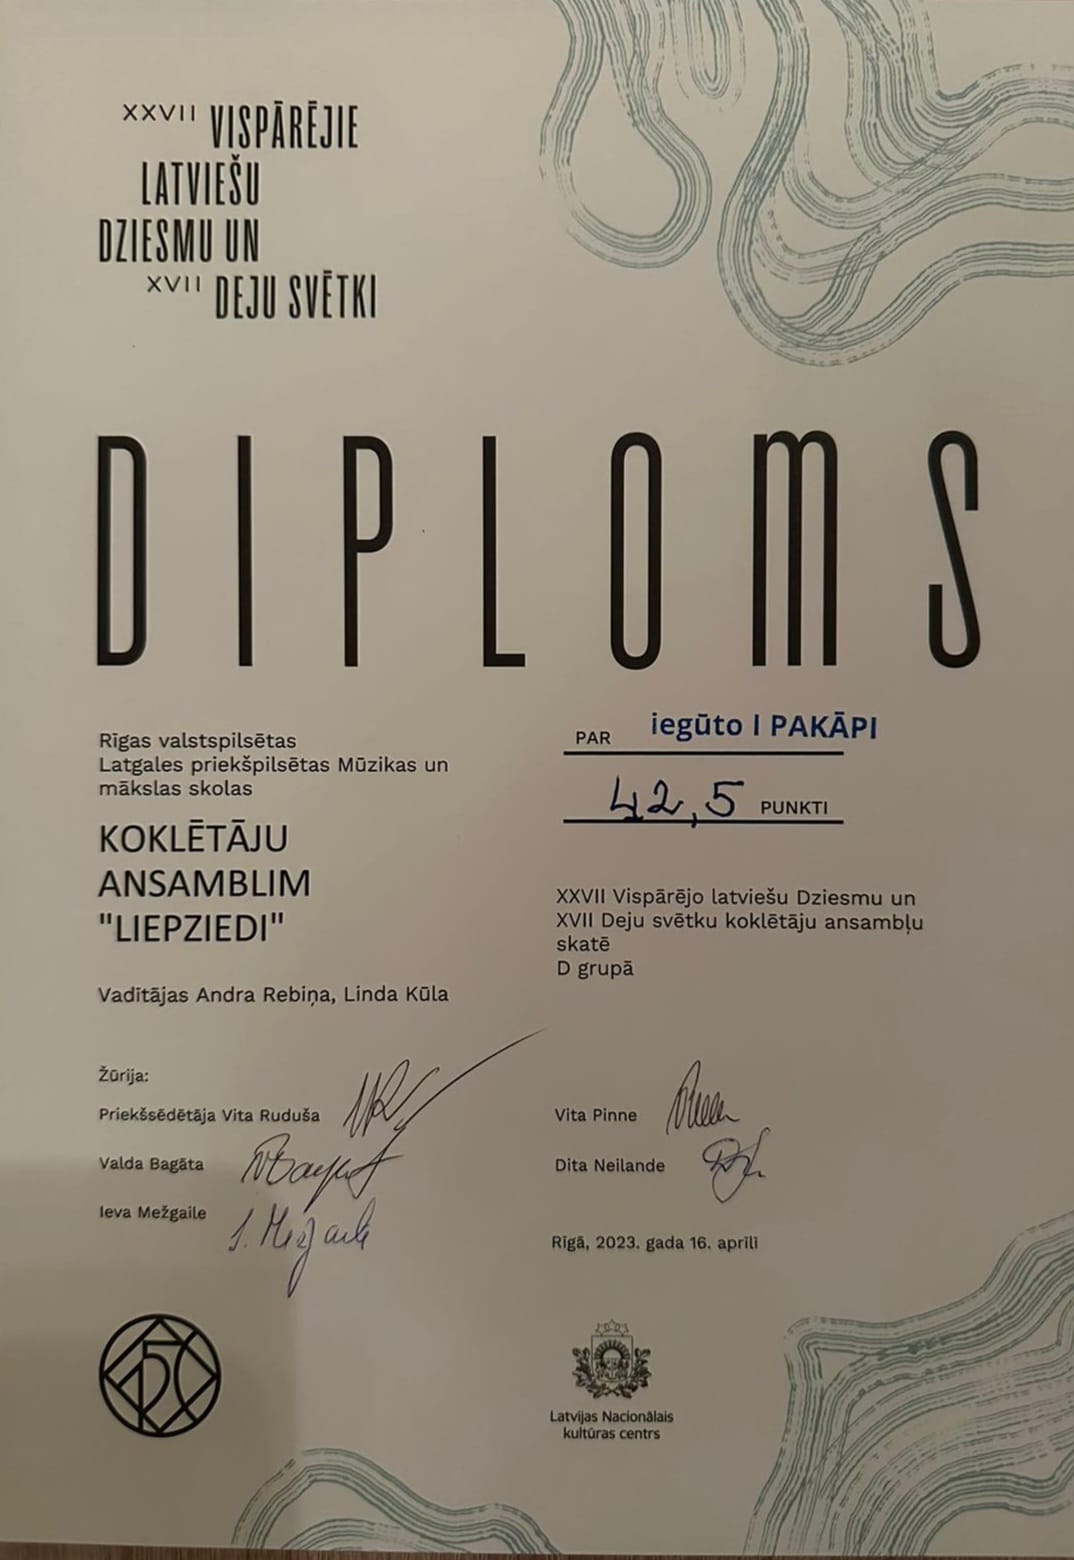 XXVII VISPĀRĒJIE
LATVIEŠU
DZIESMU UN
XVII DEJU SVĒTKI
DIPLOMS
Rīgas valstspilsētas
Latgales priekšpilsētas Mūzikas un
mākslas skolas
KOKLĒTĀJU
ANSAMBLIM
"LIEPZIEDI"
Vadītājas Andra Rebiņa, Linda Kūla
PAR iegūto I PAKĀPI
42,5 PUNKTI
XXVII Vispārējo latviešu Dziesmu un
XVII Deju svētku koklētāju ansambļu
skatē
D grupā
Žūrija:
Priekšsēdētāja Vita Ruduša
Valda Bagāta
Ieva Mežgaile
Vita Pinne
Dita Neilande
Rīgā, 2023. gada 16. aprīlī
150
Latvijas Nacionālais
kultūras centrs